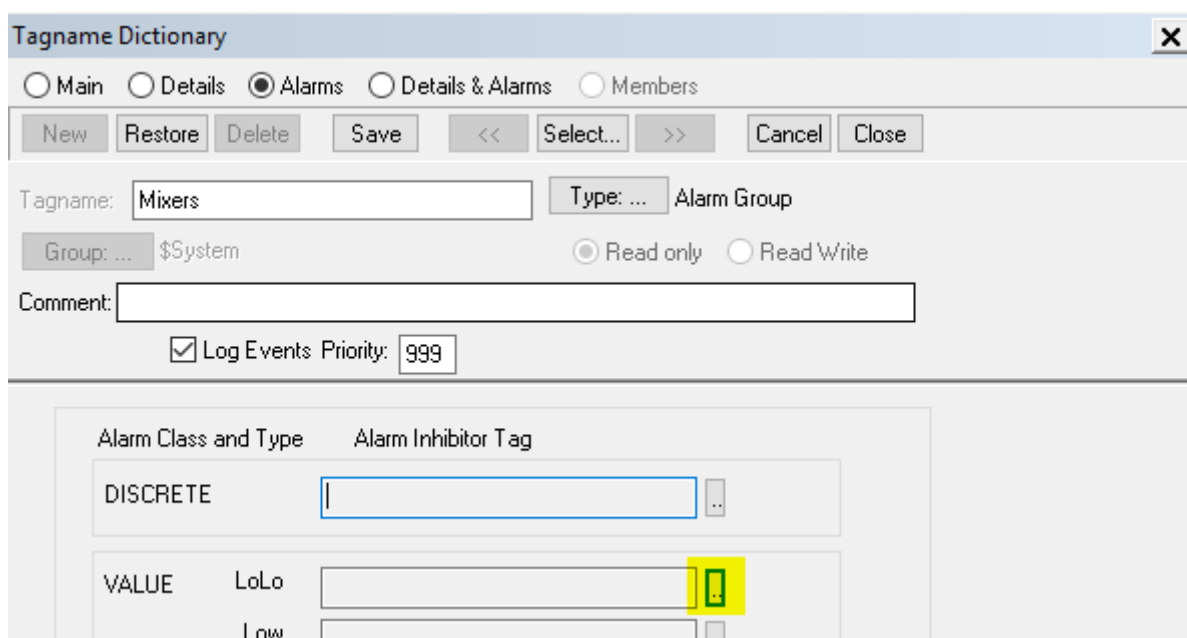 Tagname Dictionary
Main Details Alarms Details & Alarms Members
New Restore Delete Save << Select... >> Cancel Close
Tagname: Mixers Type: ... Alarm Group
Group: ... $System Read only Read Write
Comment:
Log Events Priority: 999
Alarm Class and Type Alarm Inhibitor Tag
DISCRETE ..
VALUE LoLo ..
Low